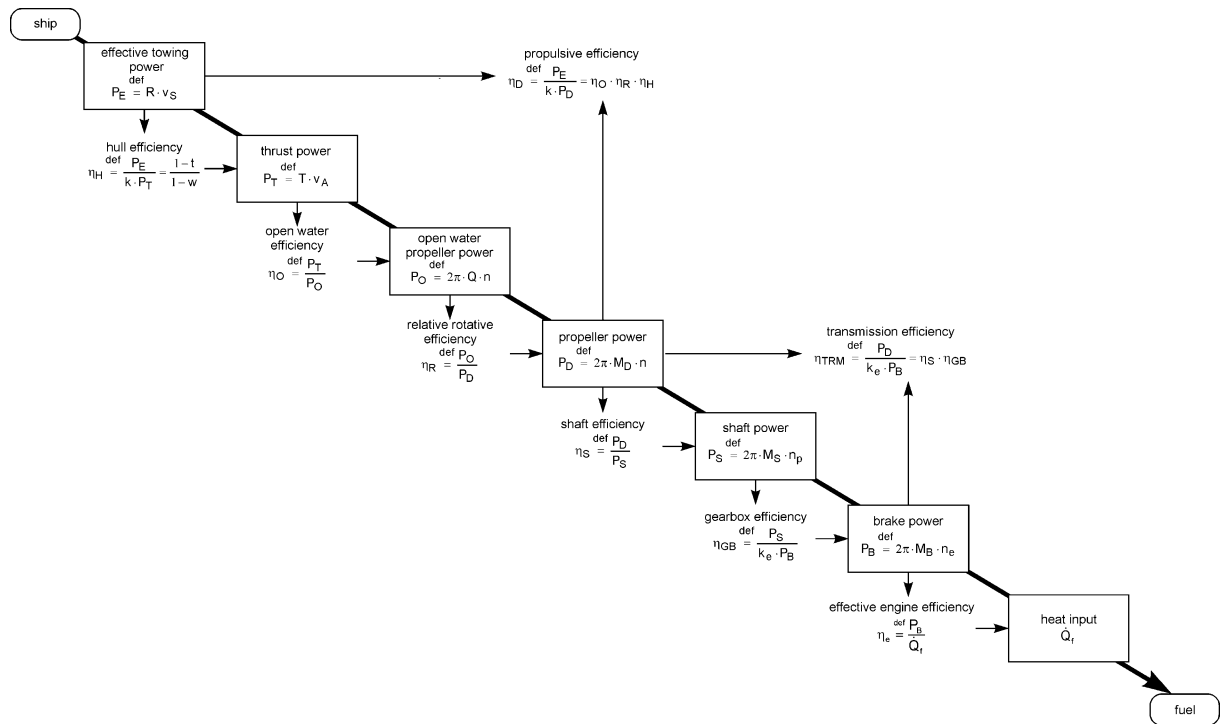 ship
effective towing
power
P_E def= R · v_S
propulsive efficiency
η_D def= P_E / (k · P_D) = η_O · η_R · η_H
hull efficiency
η_H def= P_E / (k · P_T) = (1 – t) / (1 – w)
thrust power
P_T def= T · v_A
open water
efficiency
η_O def= P_T / P_O
open water
propeller power
P_O def= 2π · Q · n
relative rotative
efficiency
η_R def= P_O / P_D
propeller power
P_D def= 2π · M_D · n
transmission efficiency
η_TRM def= P_D / (k_e · P_B) = η_S · η_GB
shaft efficiency
η_S def= P_D / P_S
shaft power
P_S def= 2π · M_S · n_p
gearbox efficiency
η_GB def= P_S / (k_e · P_B)
brake power
P_B def= 2π · M_B · n_e
effective engine efficiency
η_e def= P_B / Q̇_f
heat input
Q̇_f
fuel